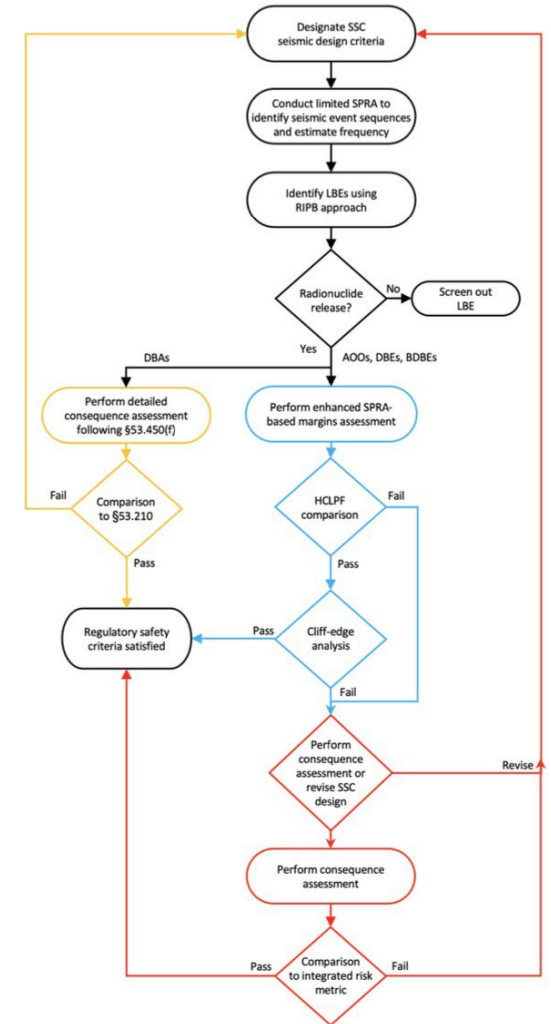 Designate SSC
seismic design criteria
Conduct limited SPRA to
identify seismic event sequences
and estimate frequency
Identify LBEs using
RIPB approach
Radionuclide
release?
No
Screen out
LBE
Yes
DBAs
AOOs, DBEs, BDBEs
Perform detailed
consequence assessment
following §53.450(f)
Perform enhanced SPRA-
based margins assessment
Fail
Comparison
to §53.210
HCLPF
comparison
Fail
Pass
Pass
Regulatory safety
criteria satisfied
Pass
Cliff-edge
analysis
Fail
Perform
consequence
assessment or
revise SSC
design
Revise
Perform consequence
assessment
Pass
Comparison
to integrated risk
metric
Fail